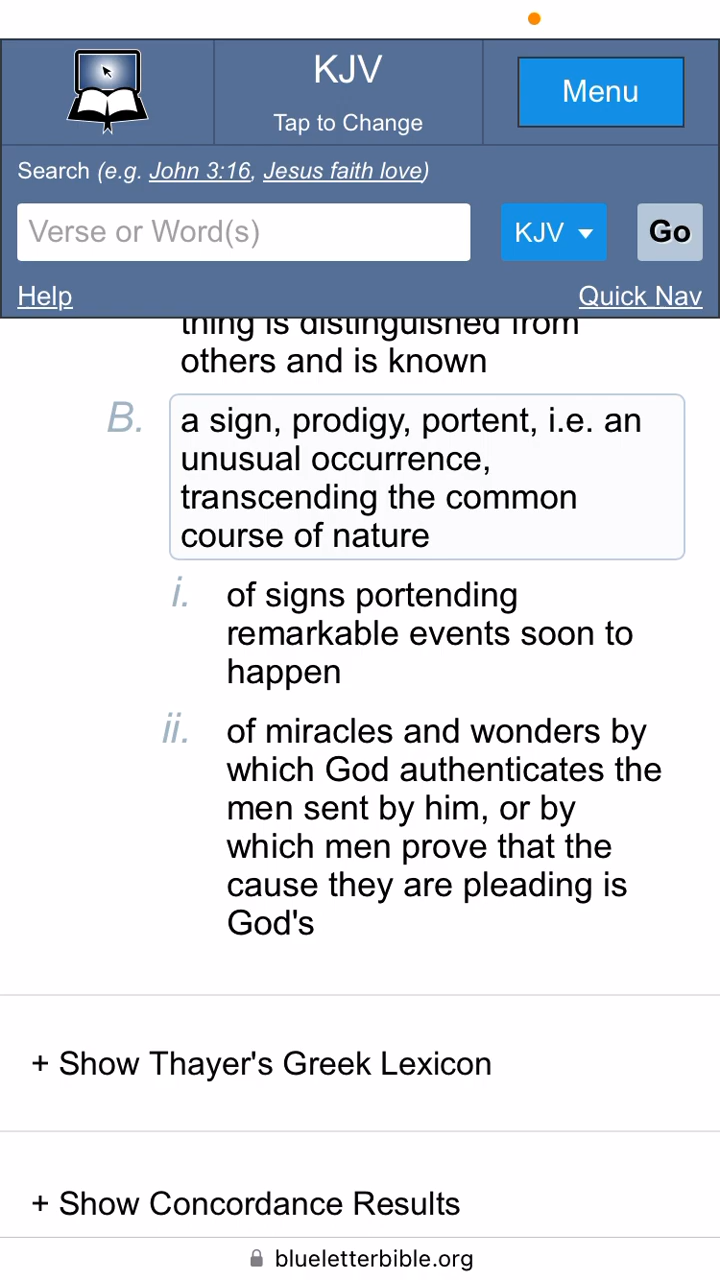 KJV
Tap to Change
Menu
Search (e.g. John 3:16, Jesus faith love)
Verse or Word(s)
KJV
Go
Help
Quick Nav
thing is distinguished from
others and is known
B.
a sign, prodigy, portent, i.e. an
unusual occurrence,
transcending the common
course of nature
i.
of signs portending
remarkable events soon to
happen
ii.
of miracles and wonders by
which God authenticates the
men sent by him, or by
which men prove that the
cause they are pleading is
God's
+ Show Thayer's Greek Lexicon
+ Show Concordance Results
blueletterbible.org